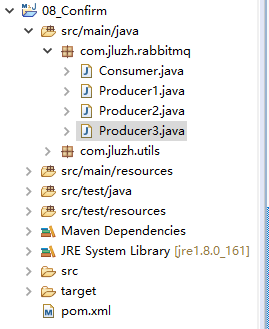 08_Confirm
src/main/java
com.jluzh.rabbitmq
Consumer.java
Producer1.java
Producer2.java
Producer3.java
com.jluzh.utils
src/main/resources
src/test/java
src/test/resources
Maven Dependencies
JRE System Library [jre1.8.0_161]
src
target
pom.xml